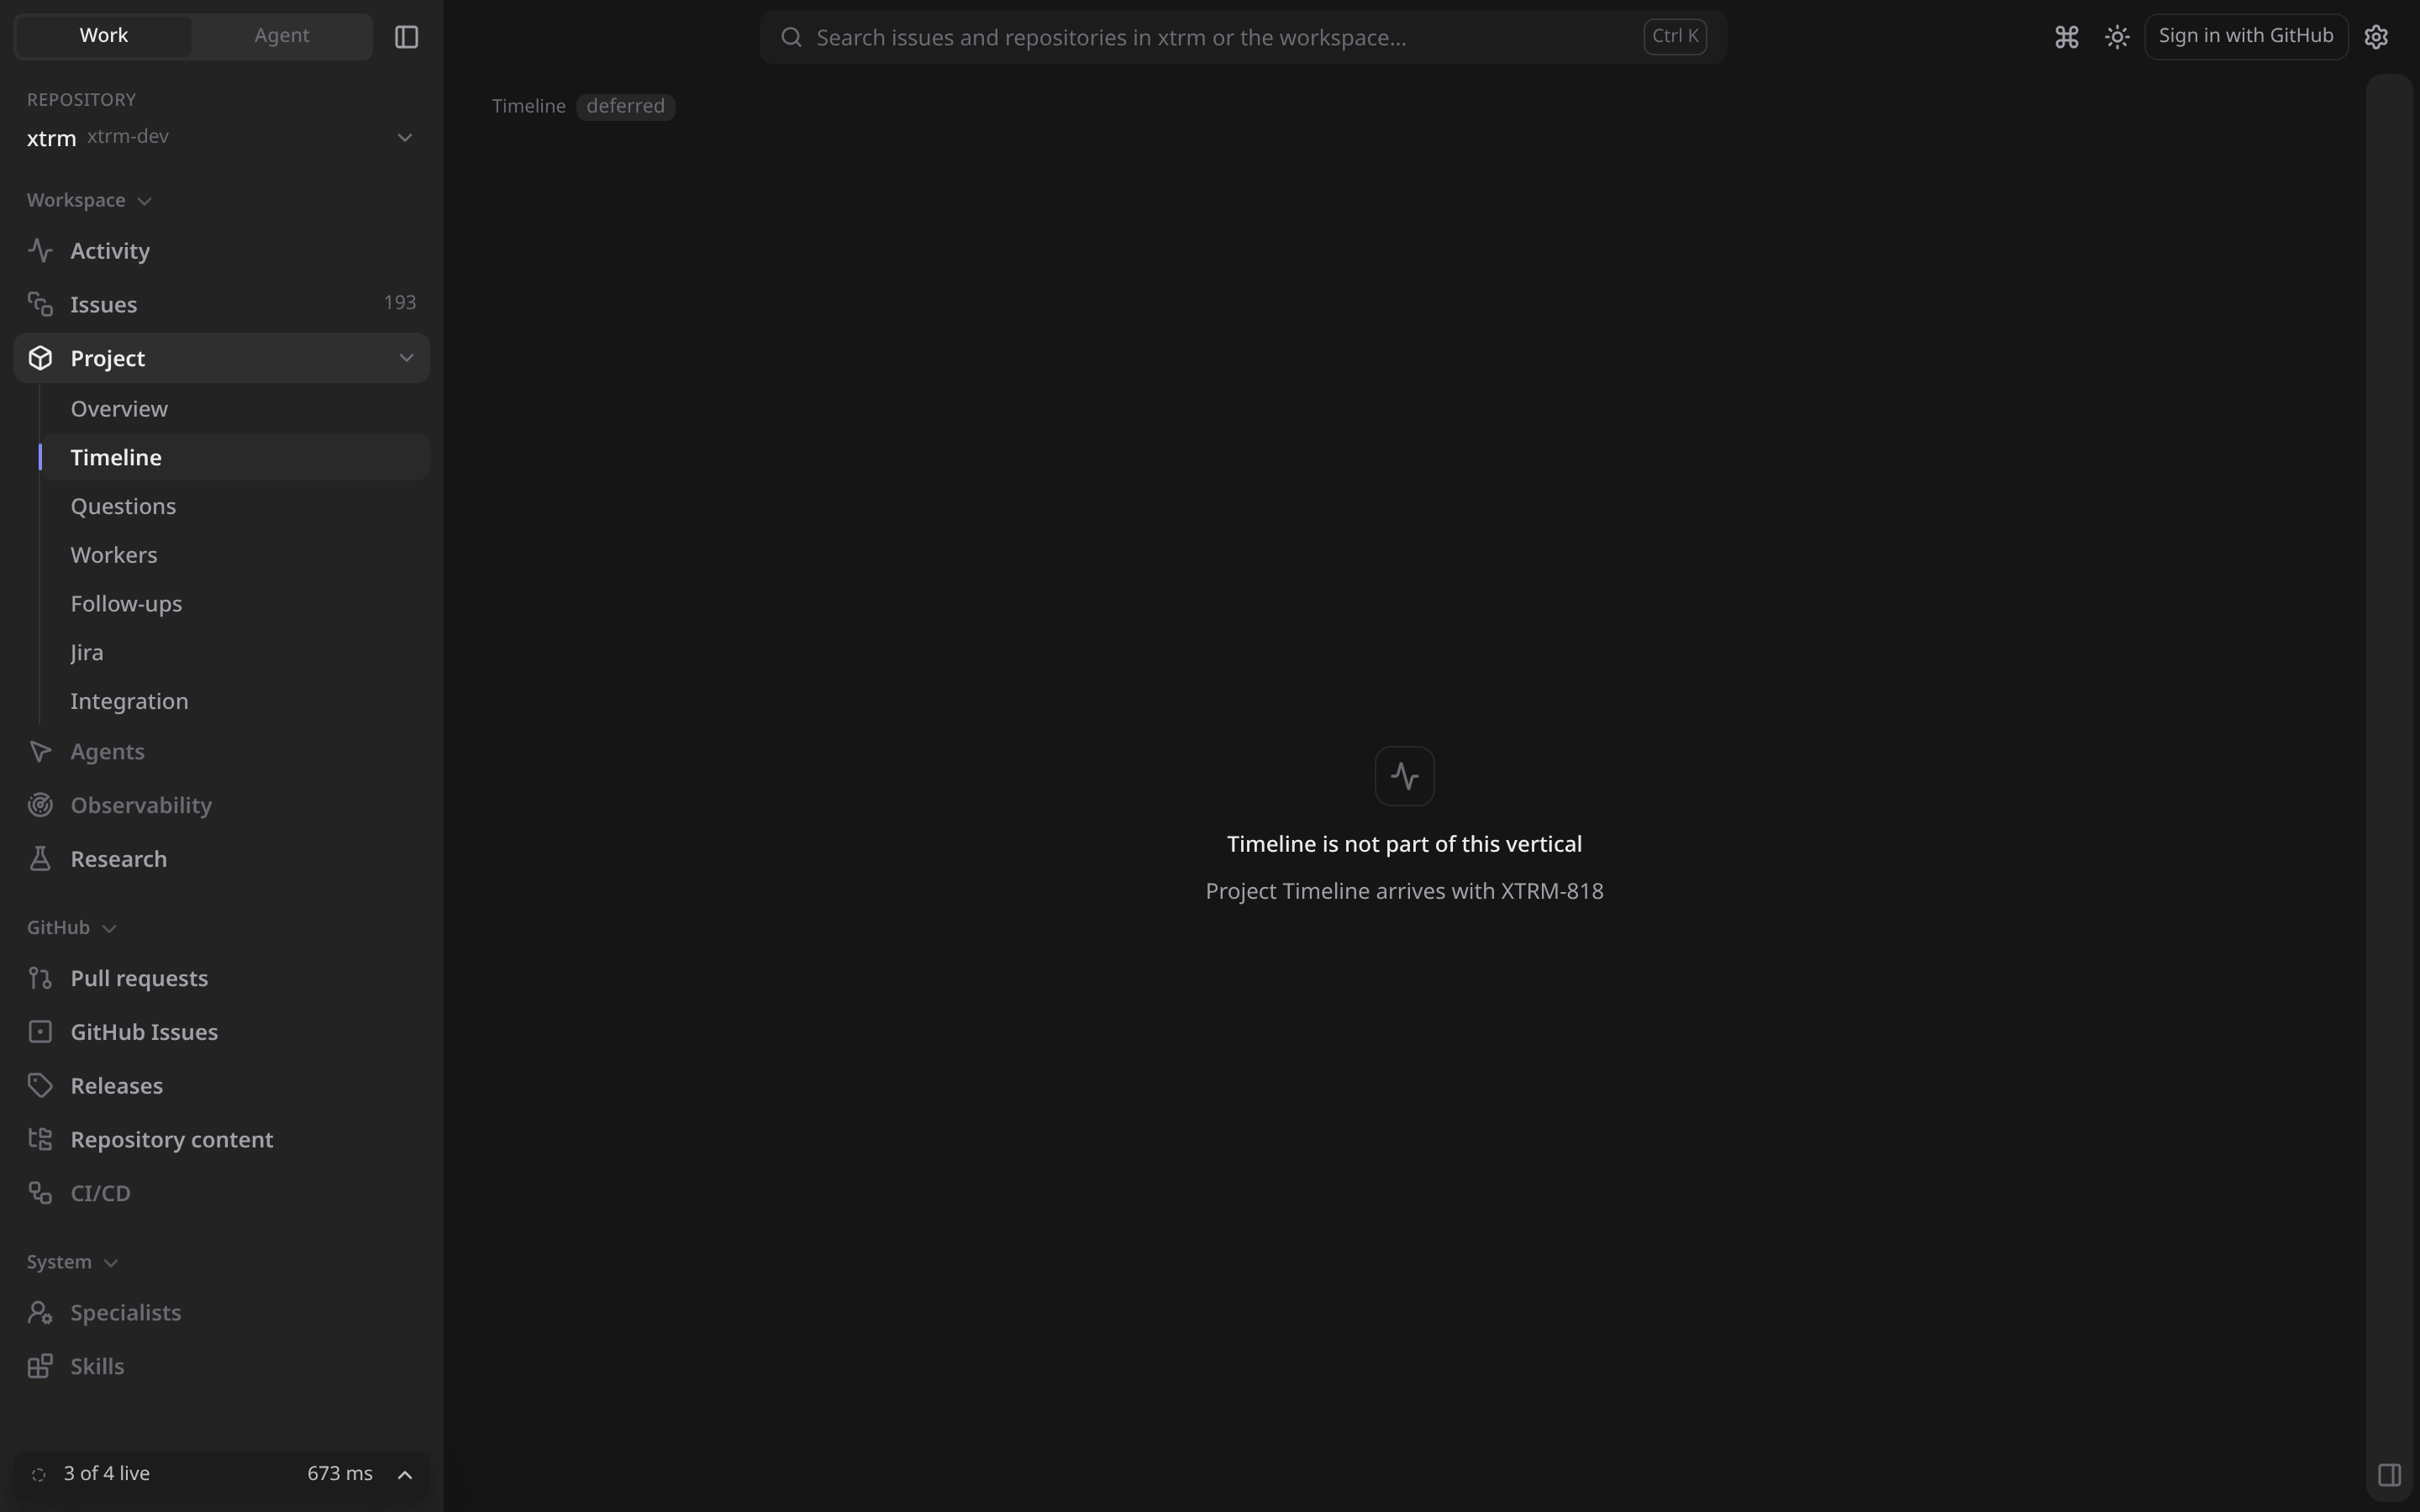 Work
Agent
Search issues and repositories in xtrm or the workspace...
Ctrl K
Sign in with GitHub
REPOSITORY
xtrm xtrm-dev
Timeline deferred
Workspace
Activity
Issues 193
Project
Overview
Timeline
Questions
Workers
Follow-ups
Jira
Integration
Agents
Observability
Research
Timeline is not part of this vertical
Project Timeline arrives with XTRM-818
GitHub
Pull requests
GitHub Issues
Releases
Repository content
CI/CD
System
Specialists
Skills
3 of 4 live 673 ms